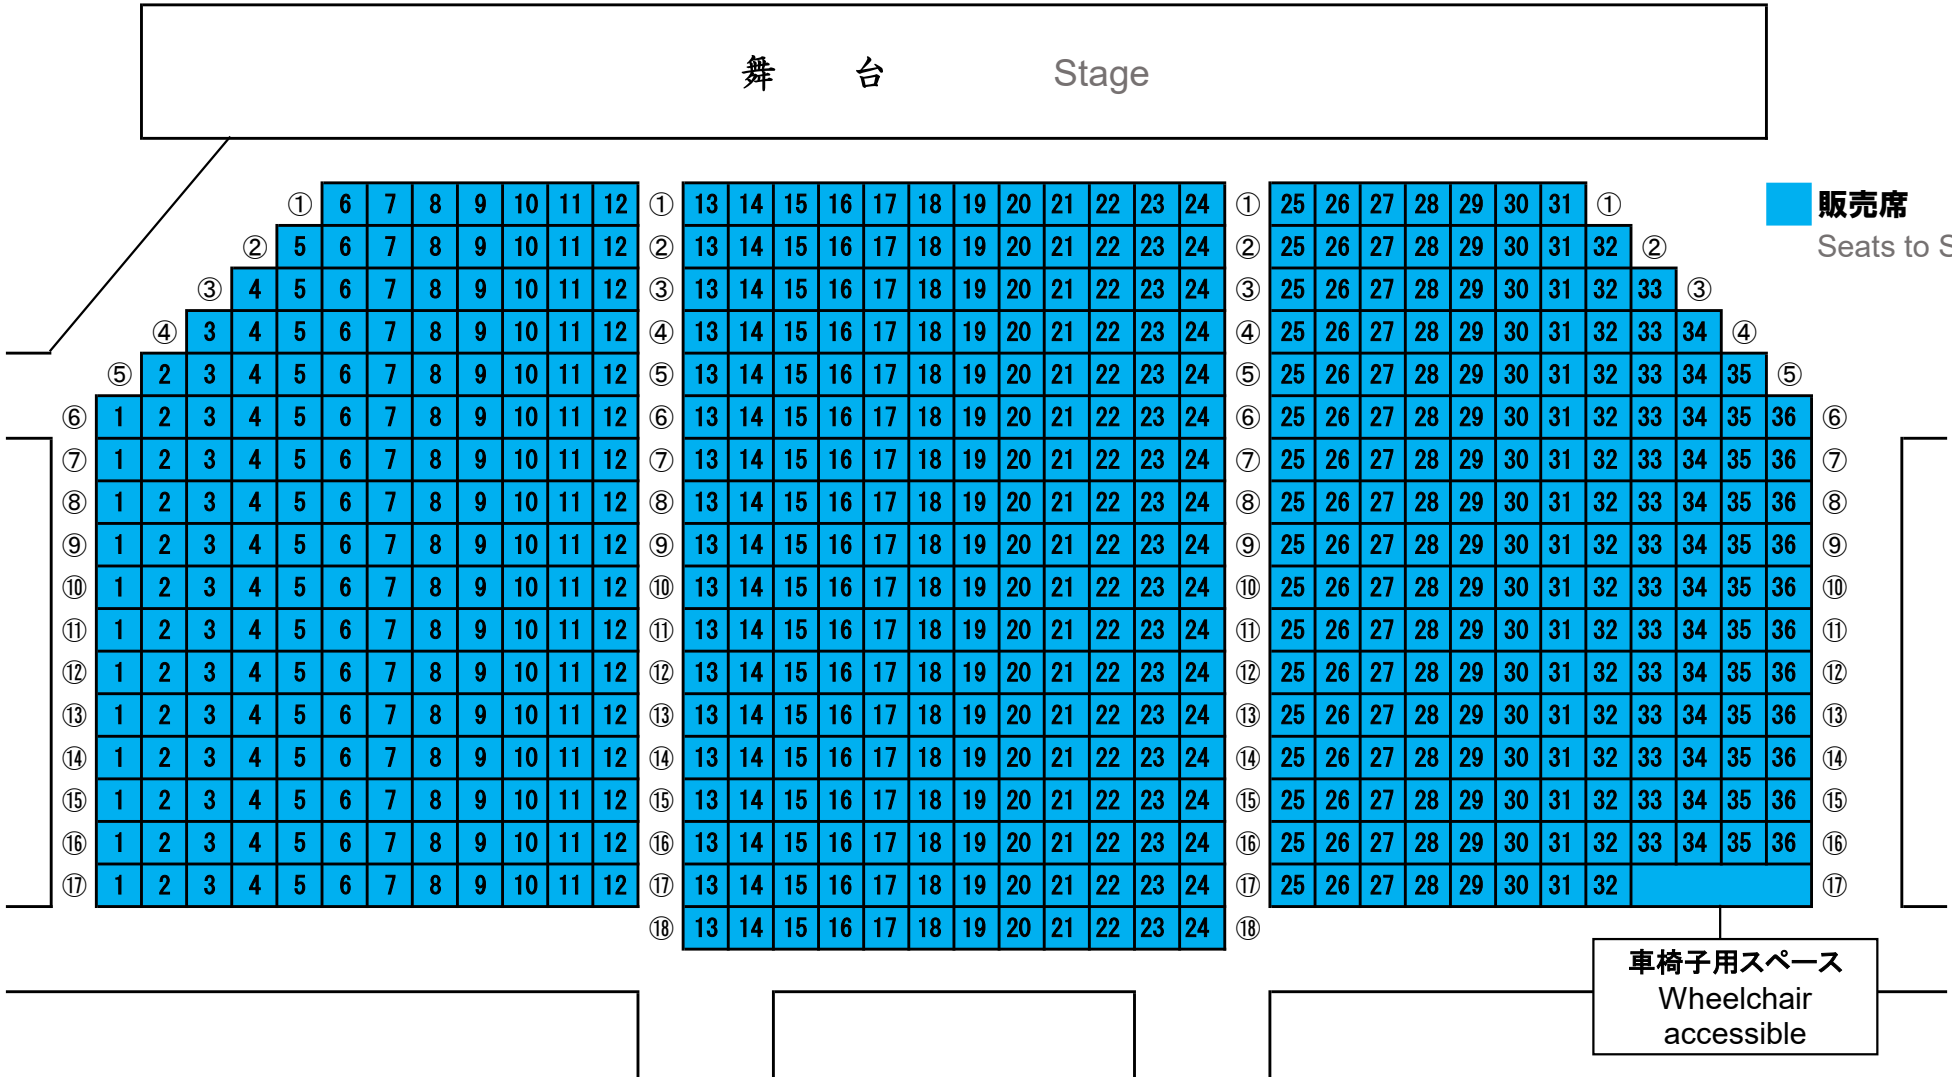 舞 台 Stage
販売席
Seats to S
① 6 7 8 9 10 11 12 ① 13 14 15 16 17 18 19 20 21 22 23 24 ① 25 26 27 28 29 30 31 ①
② 5 6 7 8 9 10 11 12 ② 13 14 15 16 17 18 19 20 21 22 23 24 ② 25 26 27 28 29 30 31 32 ②
③ 4 5 6 7 8 9 10 11 12 ③ 13 14 15 16 17 18 19 20 21 22 23 24 ③ 25 26 27 28 29 30 31 32 33 ③
④ 3 4 5 6 7 8 9 10 11 12 ④ 13 14 15 16 17 18 19 20 21 22 23 24 ④ 25 26 27 28 29 30 31 32 33 34 ④
⑤ 2 3 4 5 6 7 8 9 10 11 12 ⑤ 13 14 15 16 17 18 19 20 21 22 23 24 ⑤ 25 26 27 28 29 30 31 32 33 34 35 ⑤
⑥ 1 2 3 4 5 6 7 8 9 10 11 12 ⑥ 13 14 15 16 17 18 19 20 21 22 23 24 ⑥ 25 26 27 28 29 30 31 32 33 34 35 36 ⑥
⑦ 1 2 3 4 5 6 7 8 9 10 11 12 ⑦ 13 14 15 16 17 18 19 20 21 22 23 24 ⑦ 25 26 27 28 29 30 31 32 33 34 35 36 ⑦
⑧ 1 2 3 4 5 6 7 8 9 10 11 12 ⑧ 13 14 15 16 17 18 19 20 21 22 23 24 ⑧ 25 26 27 28 29 30 31 32 33 34 35 36 ⑧
⑨ 1 2 3 4 5 6 7 8 9 10 11 12 ⑨ 13 14 15 16 17 18 19 20 21 22 23 24 ⑨ 25 26 27 28 29 30 31 32 33 34 35 36 ⑨
⑩ 1 2 3 4 5 6 7 8 9 10 11 12 ⑩ 13 14 15 16 17 18 19 20 21 22 23 24 ⑩ 25 26 27 28 29 30 31 32 33 34 35 36 ⑩
⑪ 1 2 3 4 5 6 7 8 9 10 11 12 ⑪ 13 14 15 16 17 18 19 20 21 22 23 24 ⑪ 25 26 27 28 29 30 31 32 33 34 35 36 ⑪
⑫ 1 2 3 4 5 6 7 8 9 10 11 12 ⑫ 13 14 15 16 17 18 19 20 21 22 23 24 ⑫ 25 26 27 28 29 30 31 32 33 34 35 36 ⑫
⑬ 1 2 3 4 5 6 7 8 9 10 11 12 ⑬ 13 14 15 16 17 18 19 20 21 22 23 24 ⑬ 25 26 27 28 29 30 31 32 33 34 35 36 ⑬
⑭ 1 2 3 4 5 6 7 8 9 10 11 12 ⑭ 13 14 15 16 17 18 19 20 21 22 23 24 ⑭ 25 26 27 28 29 30 31 32 33 34 35 36 ⑭
⑮ 1 2 3 4 5 6 7 8 9 10 11 12 ⑮ 13 14 15 16 17 18 19 20 21 22 23 24 ⑮ 25 26 27 28 29 30 31 32 33 34 35 36 ⑮
⑯ 1 2 3 4 5 6 7 8 9 10 11 12 ⑯ 13 14 15 16 17 18 19 20 21 22 23 24 ⑯ 25 26 27 28 29 30 31 32 33 34 35 36 ⑯
⑰ 1 2 3 4 5 6 7 8 9 10 11 12 ⑰ 13 14 15 16 17 18 19 20 21 22 23 24 ⑰ 25 26 27 28 29 30 31 32 ⑰
⑱ 13 14 15 16 17 18 19 20 21 22 23 24 ⑱
車椅子用スペース
Wheelchair
accessible